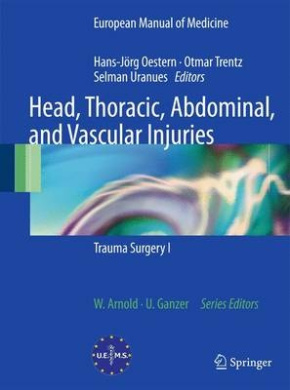 European Manual of Medicine
Hans-Jörg Oestern · Otmar Trentz
Selman Uranues Editors
Head, Thoracic, Abdominal,
and Vascular Injuries
Trauma Surgery I
W. Arnold · U. Ganzer Series Editors
U.E.M.S.
Springer